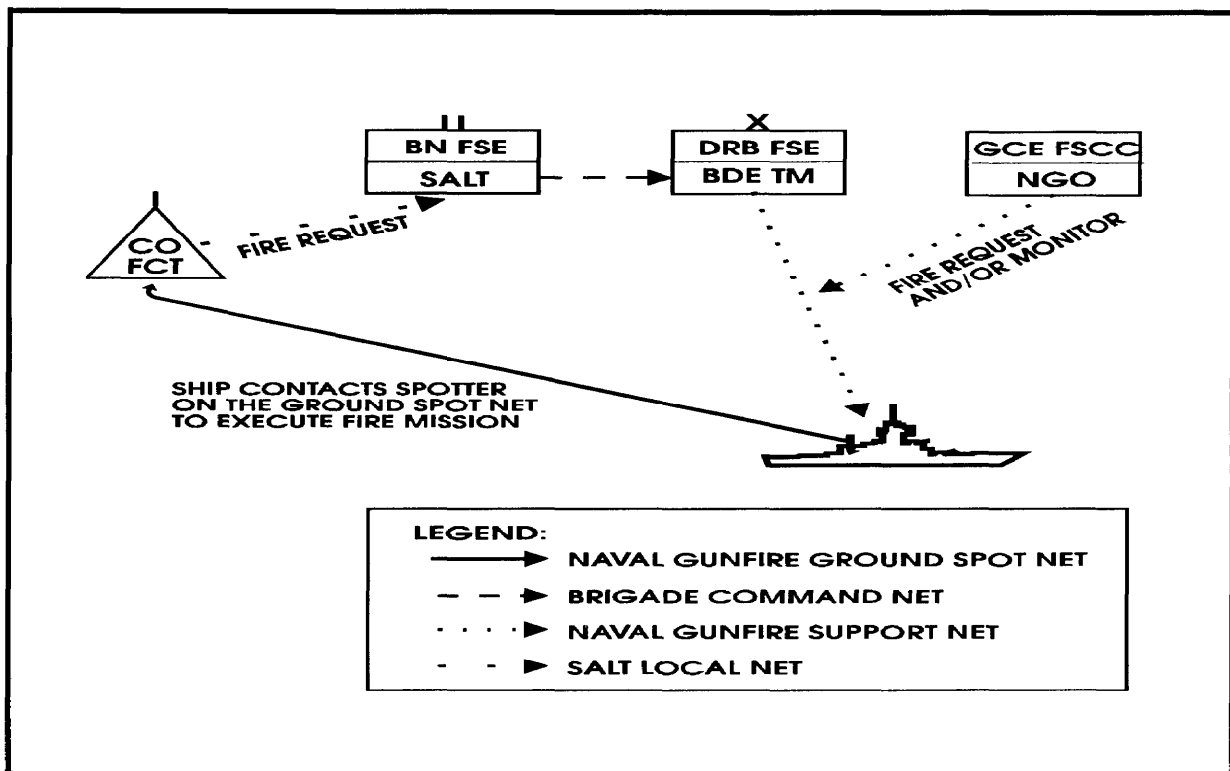 BN FSE
SALT
X
DRB FSE
BDE TM
GCE FSCC
NGO
CO
FCT
FIRE REQUEST
FIRE REQUEST
AND/OR MONITOR
SHIP CONTACTS SPOTTER
ON THE GROUND SPOT NET
TO EXECUTE FIRE MISSION
LEGEND:
NAVAL GUNFIRE GROUND SPOT NET
BRIGADE COMMAND NET
NAVAL GUNFIRE SUPPORT NET
SALT LOCAL NET